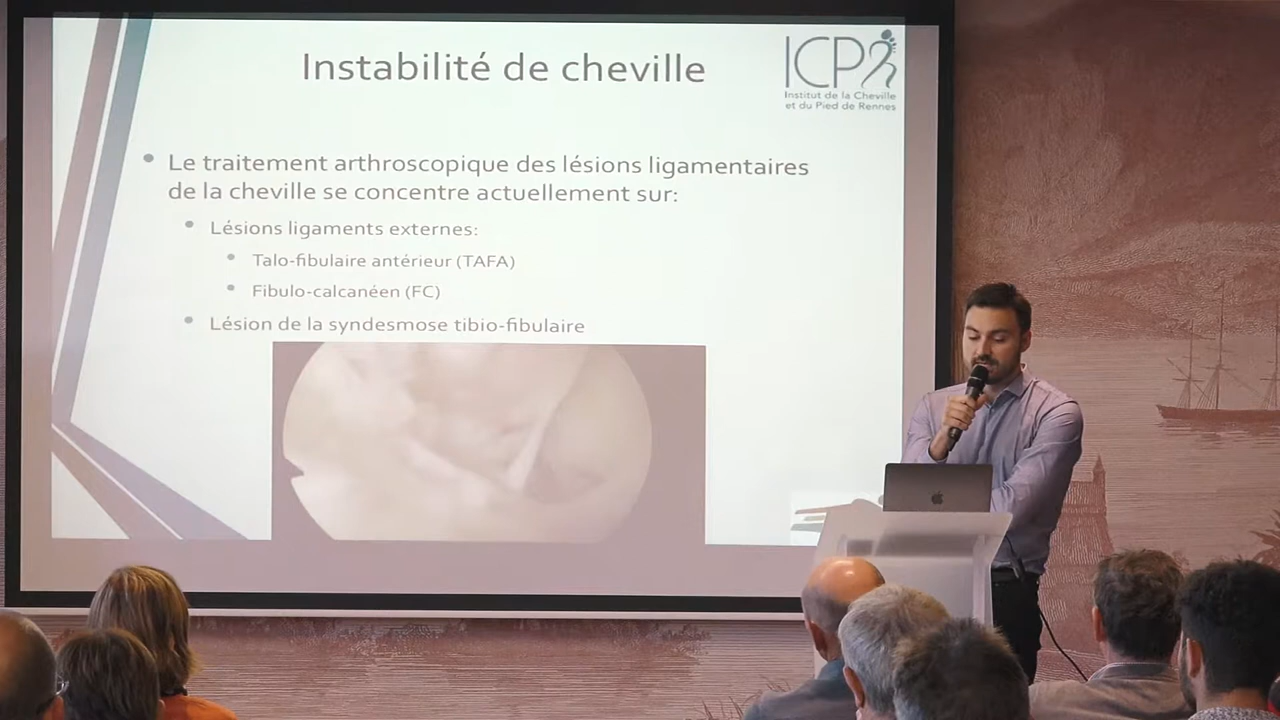 Instabilité de cheville
ICP
Institut de la Cheville
et du Pied de Rennes
• Le traitement arthroscopique des lésions ligamentaires
de la cheville se concentre actuellement sur:
• Lésions ligaments externes:
• Talo-fibulaire antérieur (TAFA)
• Fibulo-calcanéen (FC)
• Lésion de la syndesmose tibio-fibulaire